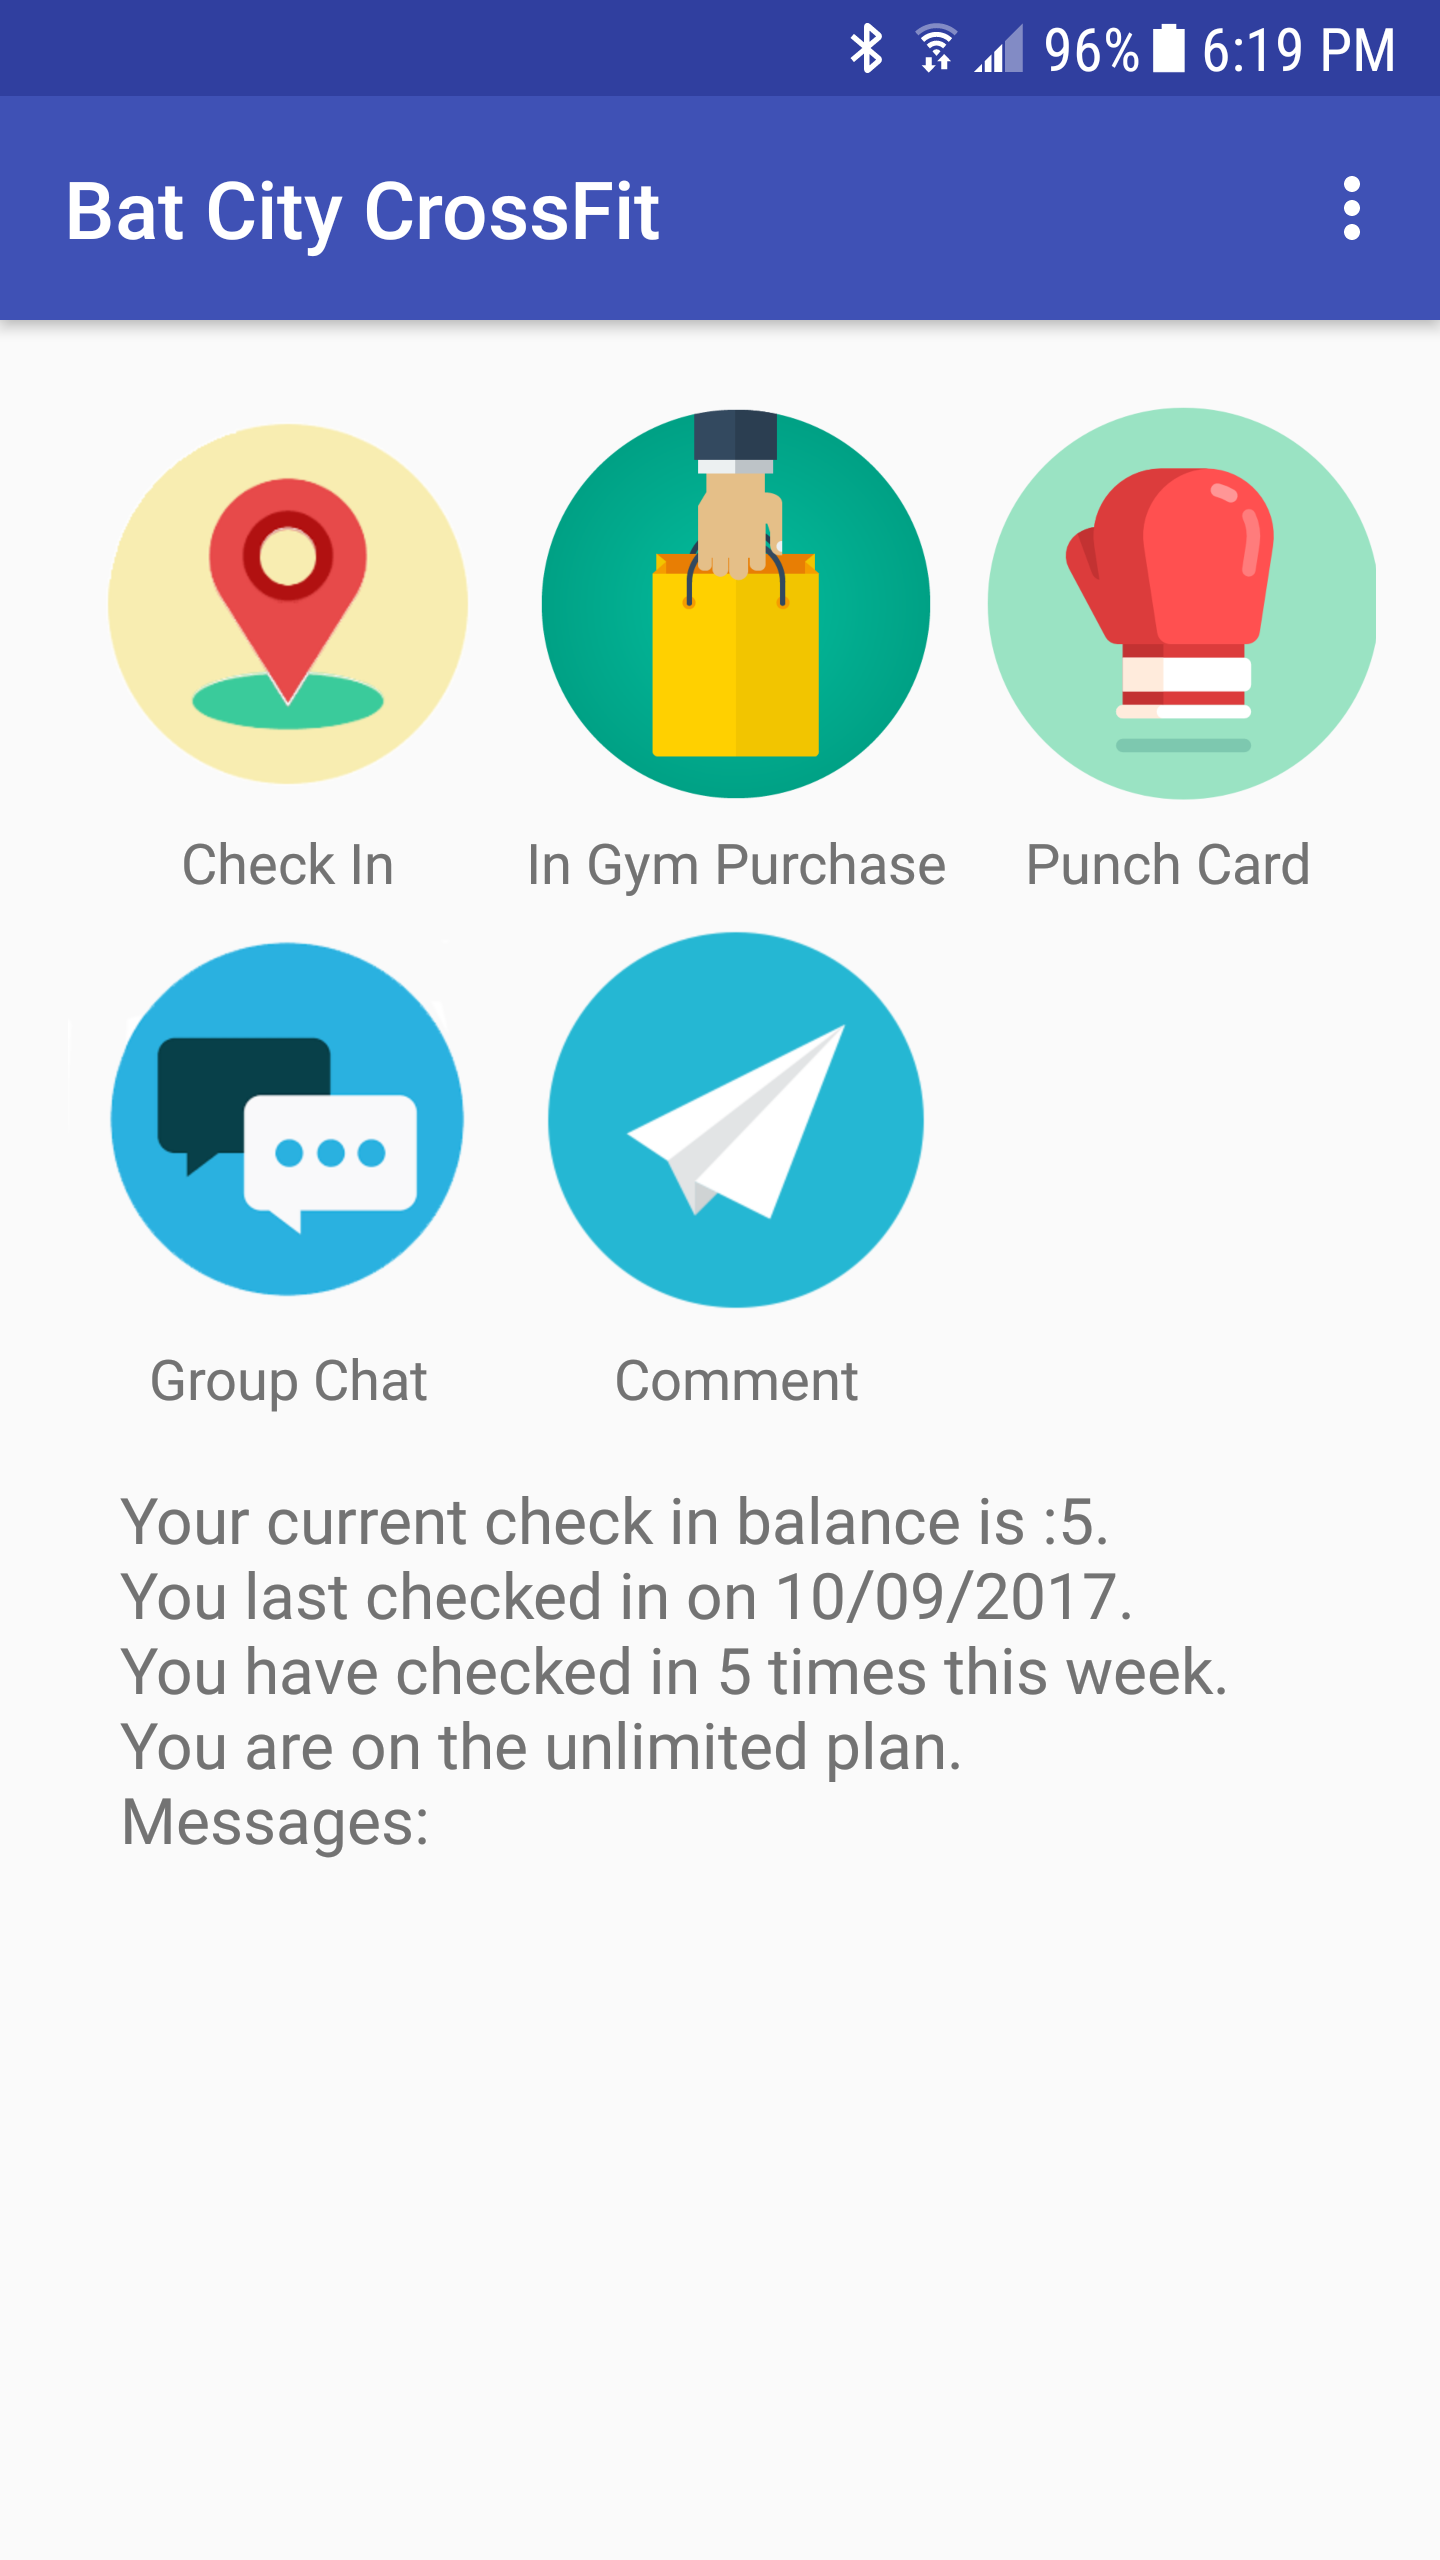 96% 6:19 PM
Bat City CrossFit
Check In
In Gym Purchase
Punch Card
Group Chat
Comment
Your current check in balance is :5.
You last checked in on 10/09/2017.
You have checked in 5 times this week.
You are on the unlimited plan.
Messages: